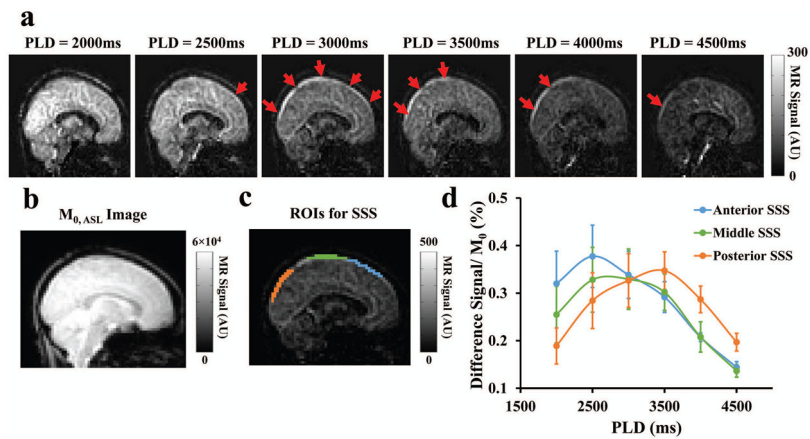 a
PLD = 2000ms PLD = 2500ms PLD = 3000ms PLD = 3500ms PLD = 4000ms PLD = 4500ms
300
MR Signal (AU)
0
b
M0, ASL Image
6×10⁴
MR Signal (AU)
0
c
ROIs for SSS
500
MR Signal (AU)
0
d
Difference Signal/ M₀ (%)
0.5
0.4
0.3
0.2
0.1
Anterior SSS
Middle SSS
Posterior SSS
1500 2500 3500 4500
PLD (ms)